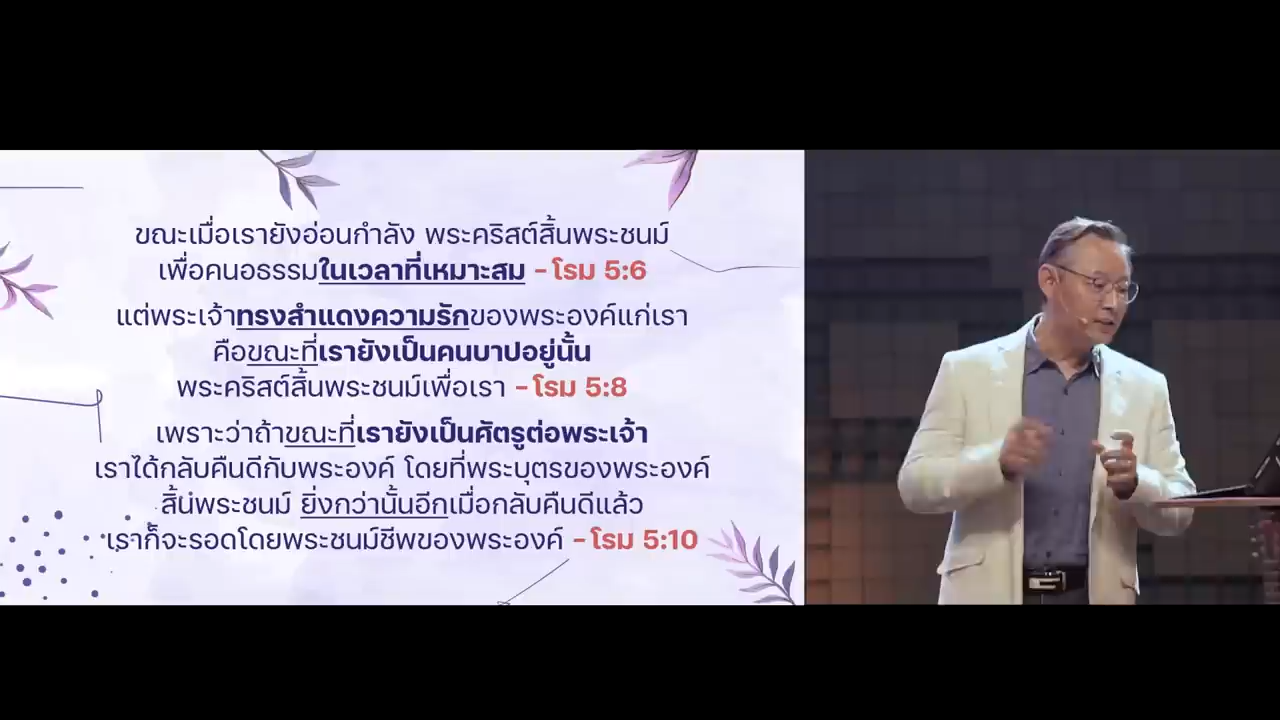 ขณะเมื่อเรายังอ่อนกำลัง พระคริสต์สิ้นพระชนม์
เพื่อคนอธรรมในเวลาที่เหมาะสม - โรม 5:6
แต่พระเจ้าทรงสำแดงความรักของพระองค์แก่เรา
คือขณะที่เรายังเป็นคนบาปอยู่นั้น
พระคริสต์สิ้นพระชนม์เพื่อเรา - โรม 5:8
เพราะว่าถ้าขณะที่เรายังเป็นศัตรูต่อพระเจ้า
เราได้กลับคืนดีกับพระองค์ โดยที่พระบุตรของพระองค์
สิ้นพระชนม์ ยิ่งกว่านั้นอีกเมื่อกลับคืนดีแล้ว
เราก็จะรอดโดยพระชนม์ชีพของพระองค์ - โรม 5:10